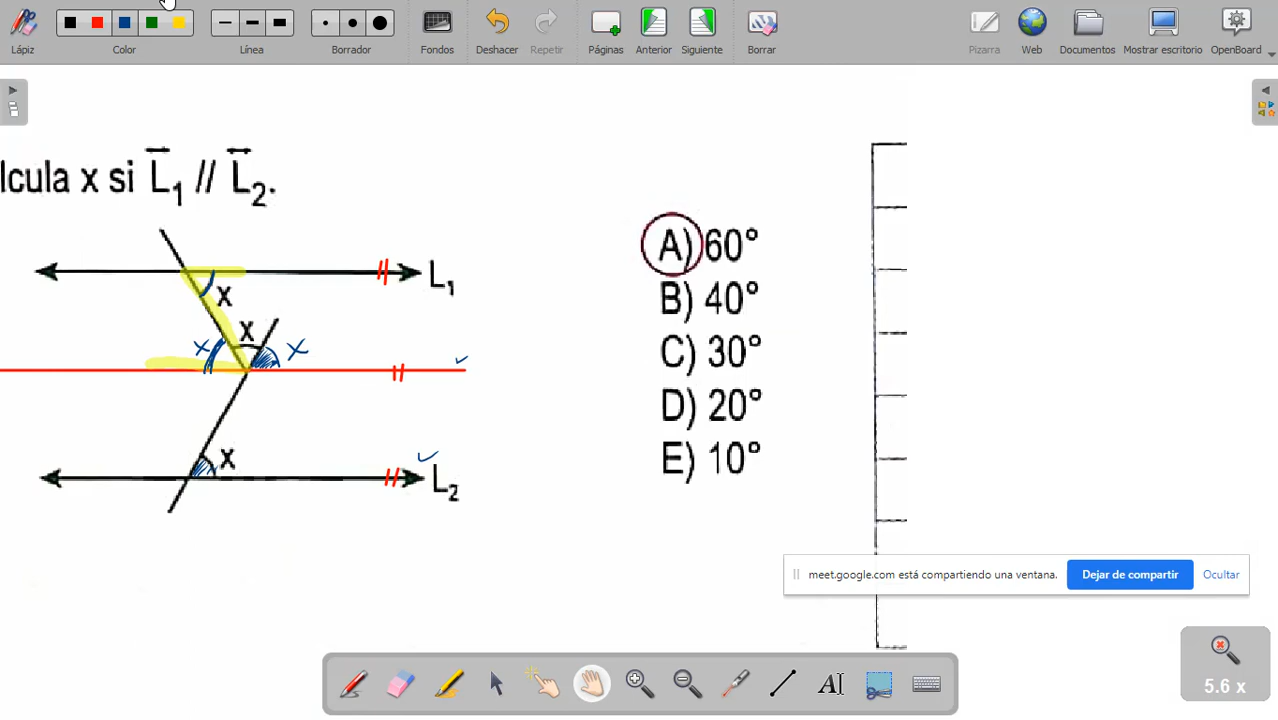 Lápiz
Color
Línea
Borrador
Fondos
Deshacer
Repetir
Páginas
Anterior
Siguiente
Borrar
Pizarra
Web
Documentos
Mostrar escritorio
OpenBoard
lcula x si L1 // L2.
L1
x
x
x
x
x
L2
A) 60°
B) 40°
C) 30°
D) 20°
E) 10°
meet.google.com está compartiendo una ventana.
Dejar de compartir
Ocultar
AI
5.6 x